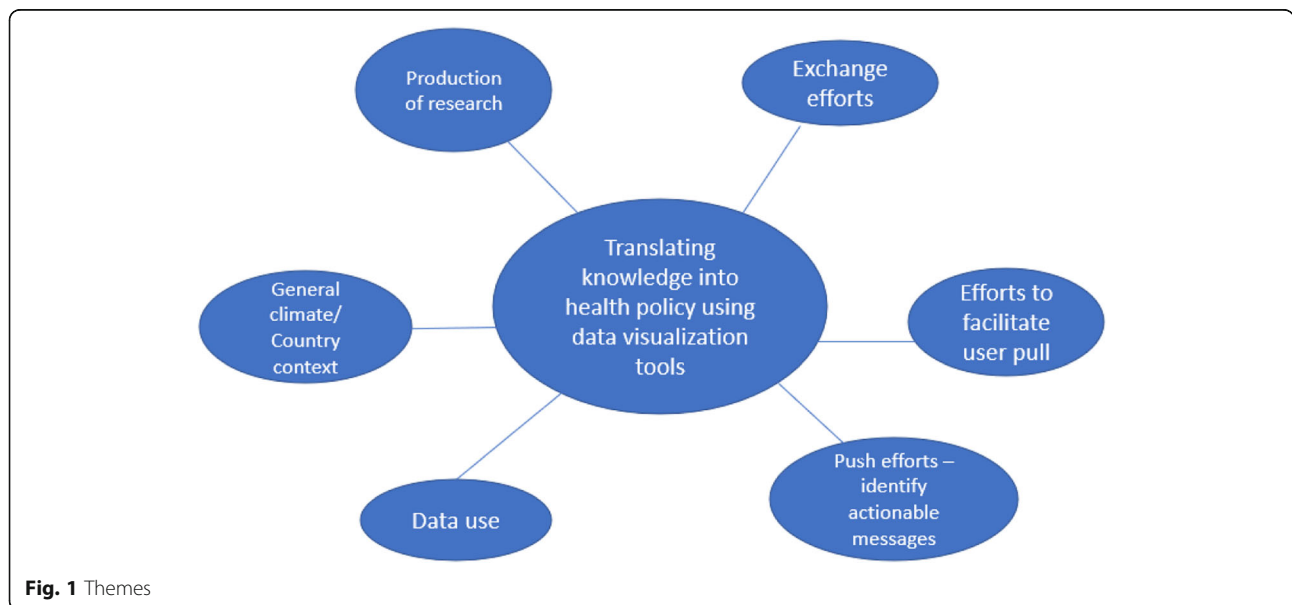 Production
of research
Exchange
efforts
Translating
knowledge into
health policy using
data visualization
tools
General
climate/
Country
context
Efforts to
facilitate
user pull
Data use
Push efforts –
identify
actionable
messages
Fig. 1 Themes